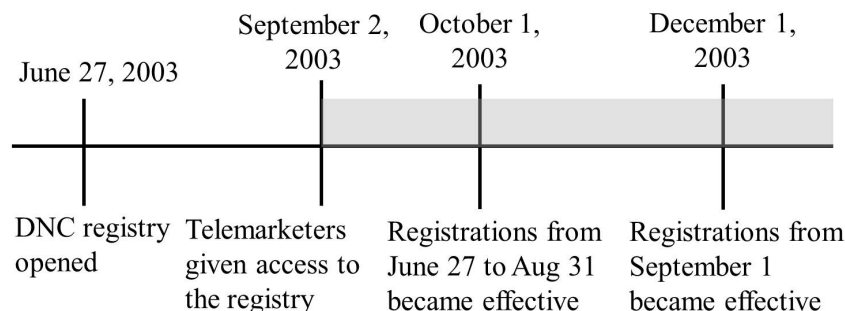 June 27, 2003
September 2,
2003
October 1,
2003
December 1,
2003
DNC registry
opened
Telemarketers
given access to
the registry
Registrations from
June 27 to Aug 31
became effective
Registrations from
September 1
became effective